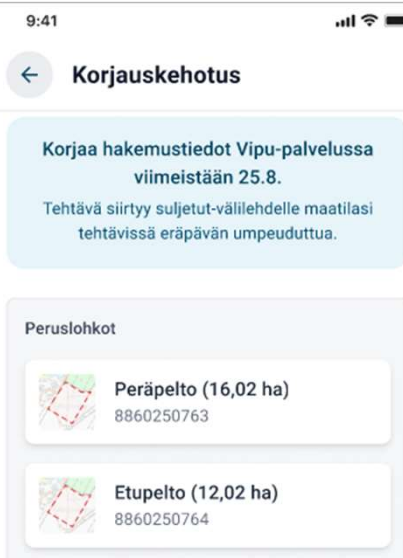 9:41
Korjauskehotus
Korjaa hakemustiedot Vipu-palvelussa
viimeistään 25.8.
Tehtävä siirtyy suljetut-välilehdelle maatilasi
tehtävissä eräpävän umpeuduttua.
Peruslohkot
Peräpelto (16,02 ha)
8860250763
Etupelto (12,02 ha)
8860250764